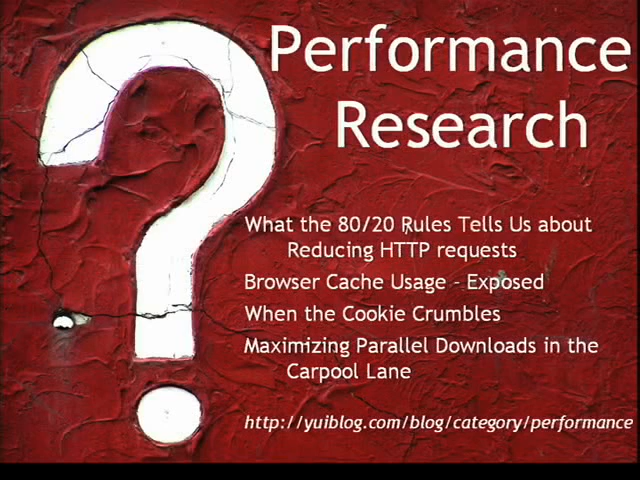 Performance
Research
What the 80/20 Rules Tells Us about
Reducing HTTP requests
Browser Cache Usage - Exposed
When the Cookie Crumbles
Maximizing Parallel Downloads in the
Carpool Lane
http://yuiblog.com/blog/category/performance